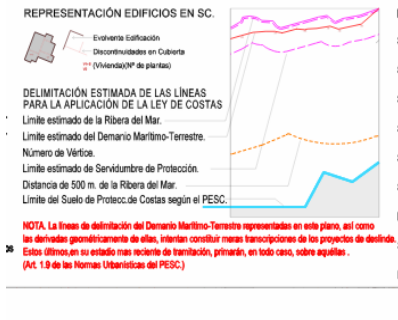 REPRESENTACIÓN EDIFICIOS EN SC.
Evolvente Edificación
Discontinuidades en Cubierta
(Vivienda)(Nº de plantas)
DELIMITACIÓN ESTIMADA DE LAS LÍNEAS
PARA LA APLICACIÓN DE LA LEY DE COSTAS
Limite estimado de la Ribera del Mar.
Limite estimado del Demanio Marítimo-Terrestre.
Número de Vértice.
Limite estimado de Servidumbre de Protección.
Distancia de 500 m. de la Ribera del Mar.
Límite del Suelo de Protecc.de Costas según el PESC.
NOTA. La líneas de delimitación del Demanio Marítimo-Terrestre representadas en este plano, así como
las derivadas geométricamente de ellas, intentan constituir meras transcripciones de los proyectos de deslinde.
Estos últimos,en su estadio mas reciente de tramitación, primarán, en todo caso, sobre aquéllas .
(Art. 1.9 de las Normas Urbanísticas del PESC.)